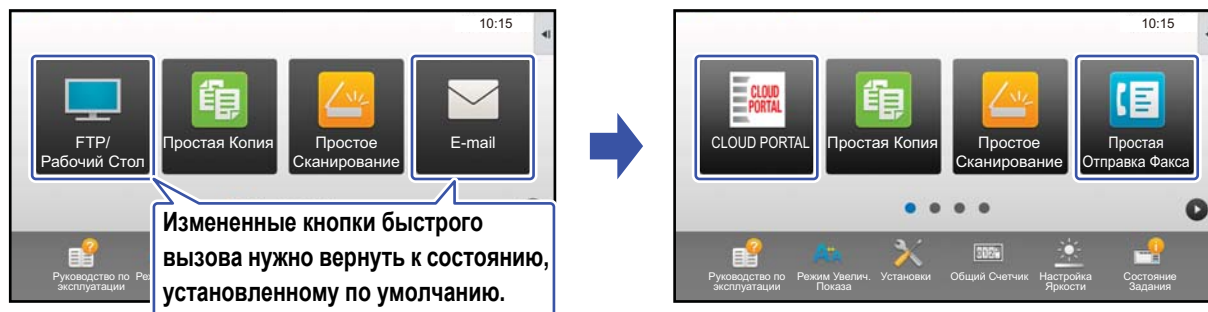 10:15
FTP/
Рабочий Стол
Простая Копия
Простое
Сканирование
E-mail
Измененные кнопки быстрого
вызова нужно вернуть к состоянию,
установленному по умолчанию.
Руководство по
эксплуатации
Реж
10:15
CLOUD
PORTAL
CLOUD PORTAL
Простая Копия
Простое
Сканирование
Простая
Отправка Факса
Руководство по
эксплуатации
Режим Увелич.
Показа
Установки
Общий Счетчик
Настройка
Яркости
Состояние
Задания